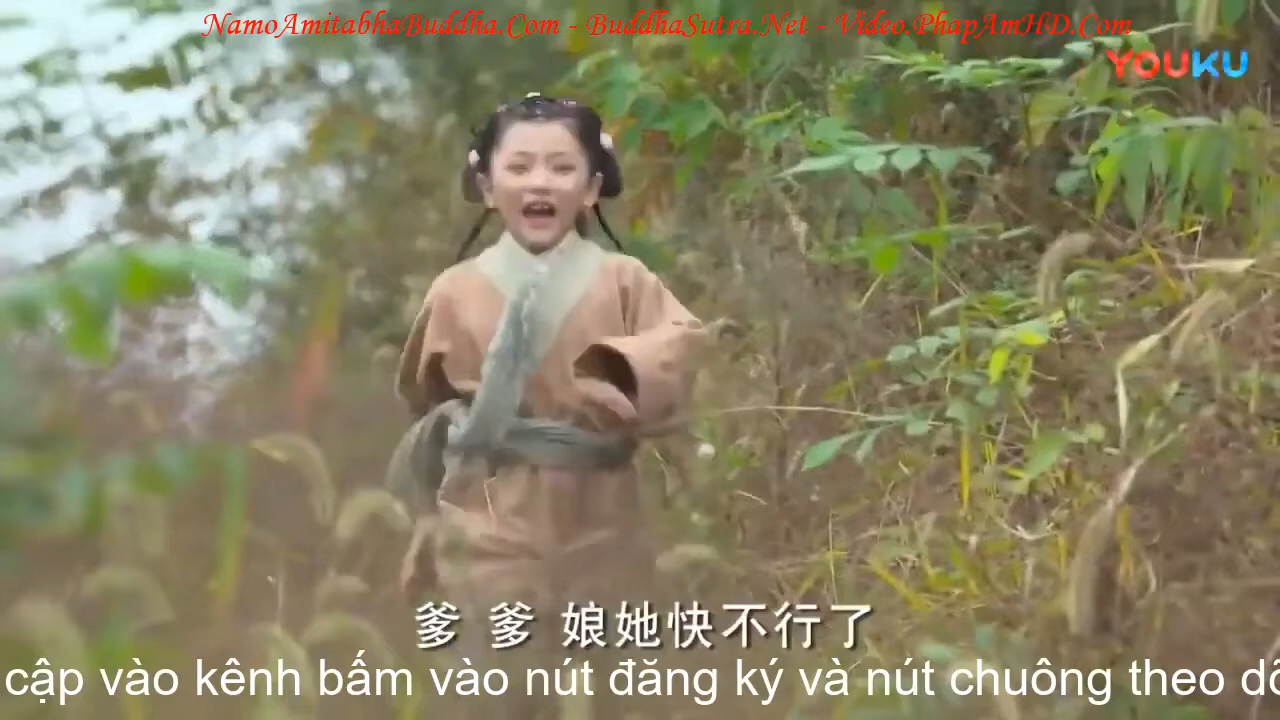 NamoAmitabhaBuddha.Com - BuddhaSutra.Net - Video.PhapAmHD.Com
YOUKU
爹 爹 娘她快不行了
cập vào kênh bấm vào nút đăng ký và nút chuông theo